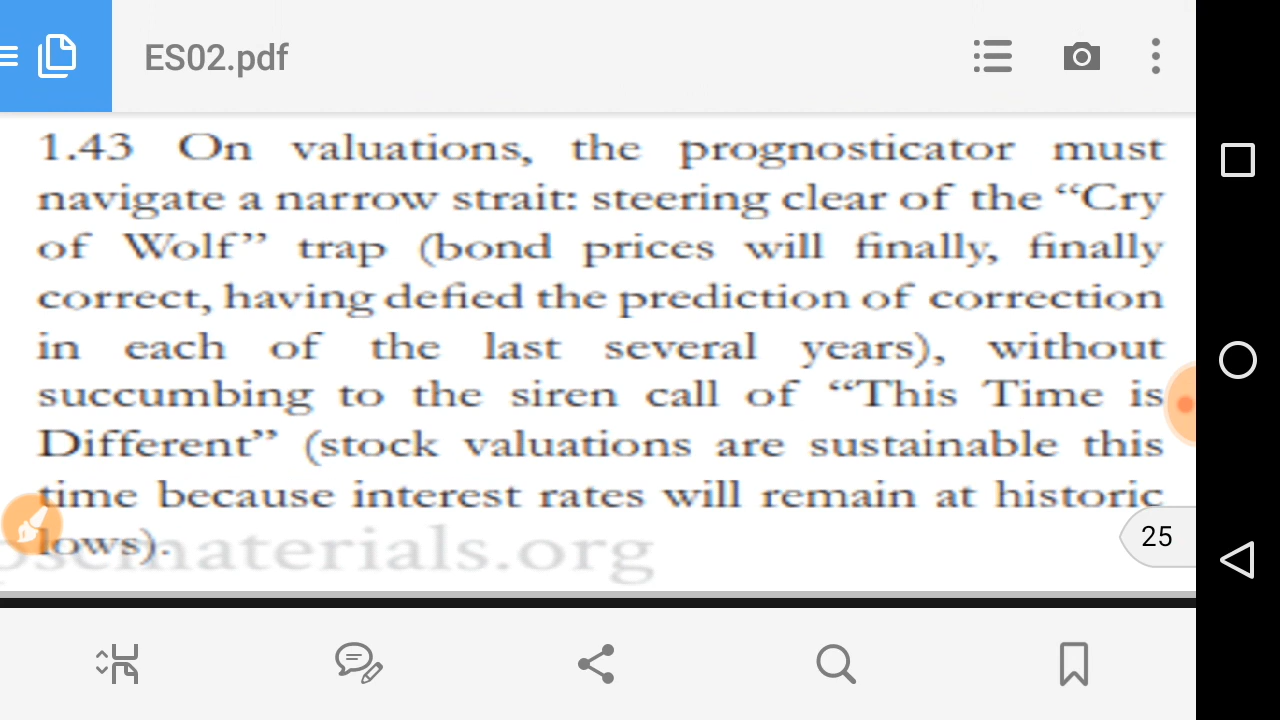 ES02.pdf
1.43 On valuations, the prognosticator must
navigate a narrow strait: steering clear of the “Cry
of Wolf” trap (bond prices will finally, finally
correct, having defied the prediction of correction
in each of the last several years), without
succumbing to the siren call of “This Time is
Different” (stock valuations are sustainable this
time because interest rates will remain at historic
lows).
pscmaterials.org
25